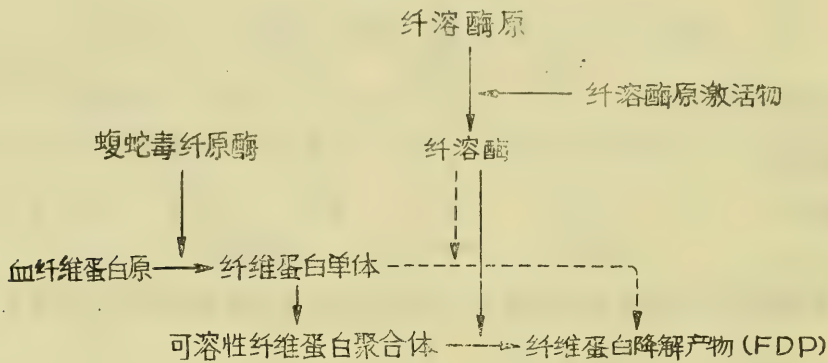 纤溶酶原
纤溶酶原激活物
蝮蛇毒纤原酶
纤溶酶
血纤维蛋白原
纤维蛋白单体
可溶性纤维蛋白聚合体
纤维蛋白降解产物(FDP)